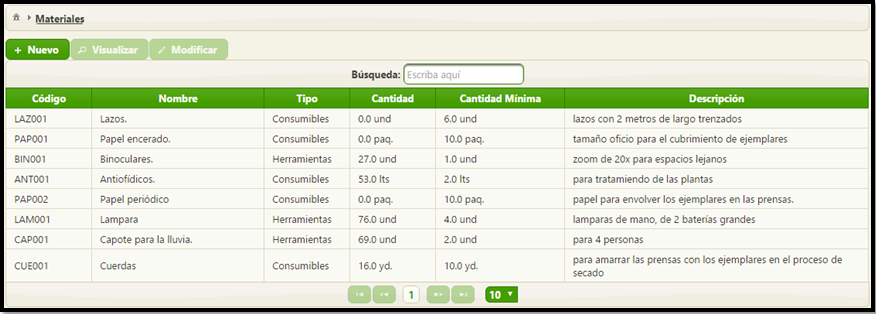 Materiales
+ Nuevo Visualizar Modificar
Búsqueda: Escriba aquí
Código Nombre Tipo Cantidad Cantidad Mínima Descripción
LAZ001 Lazos. Consumibles 0.0 und 6.0 und lazos con 2 metros de largo trenzados
PAP001 Papel encerado. Consumibles 0.0 paq. 10.0 paq. tamaño oficio para el cubrimiento de ejemplares
BIN001 Binoculares. Herramientas 27.0 und 1.0 und zoom de 20x para espacios lejanos
ANT001 Antiofídicos. Consumibles 53.0 lts 2.0 lts para tratamiendo de las plantas
PAP002 Papel periódico Consumibles 0.0 paq. 10.0 paq. papel para envolver los ejemplares en las prensas.
LAM001 Lampara Herramientas 76.0 und 4.0 und lamparas de mano, de 2 baterías grandes
CAP001 Capote para la lluvia. Herramientas 69.0 und 2.0 und para 4 personas
CUE001 Cuerdas Consumibles 16.0 yd. 10.0 yd. para amarrar las prensas con los ejemplares en el proceso de
secado
1 10